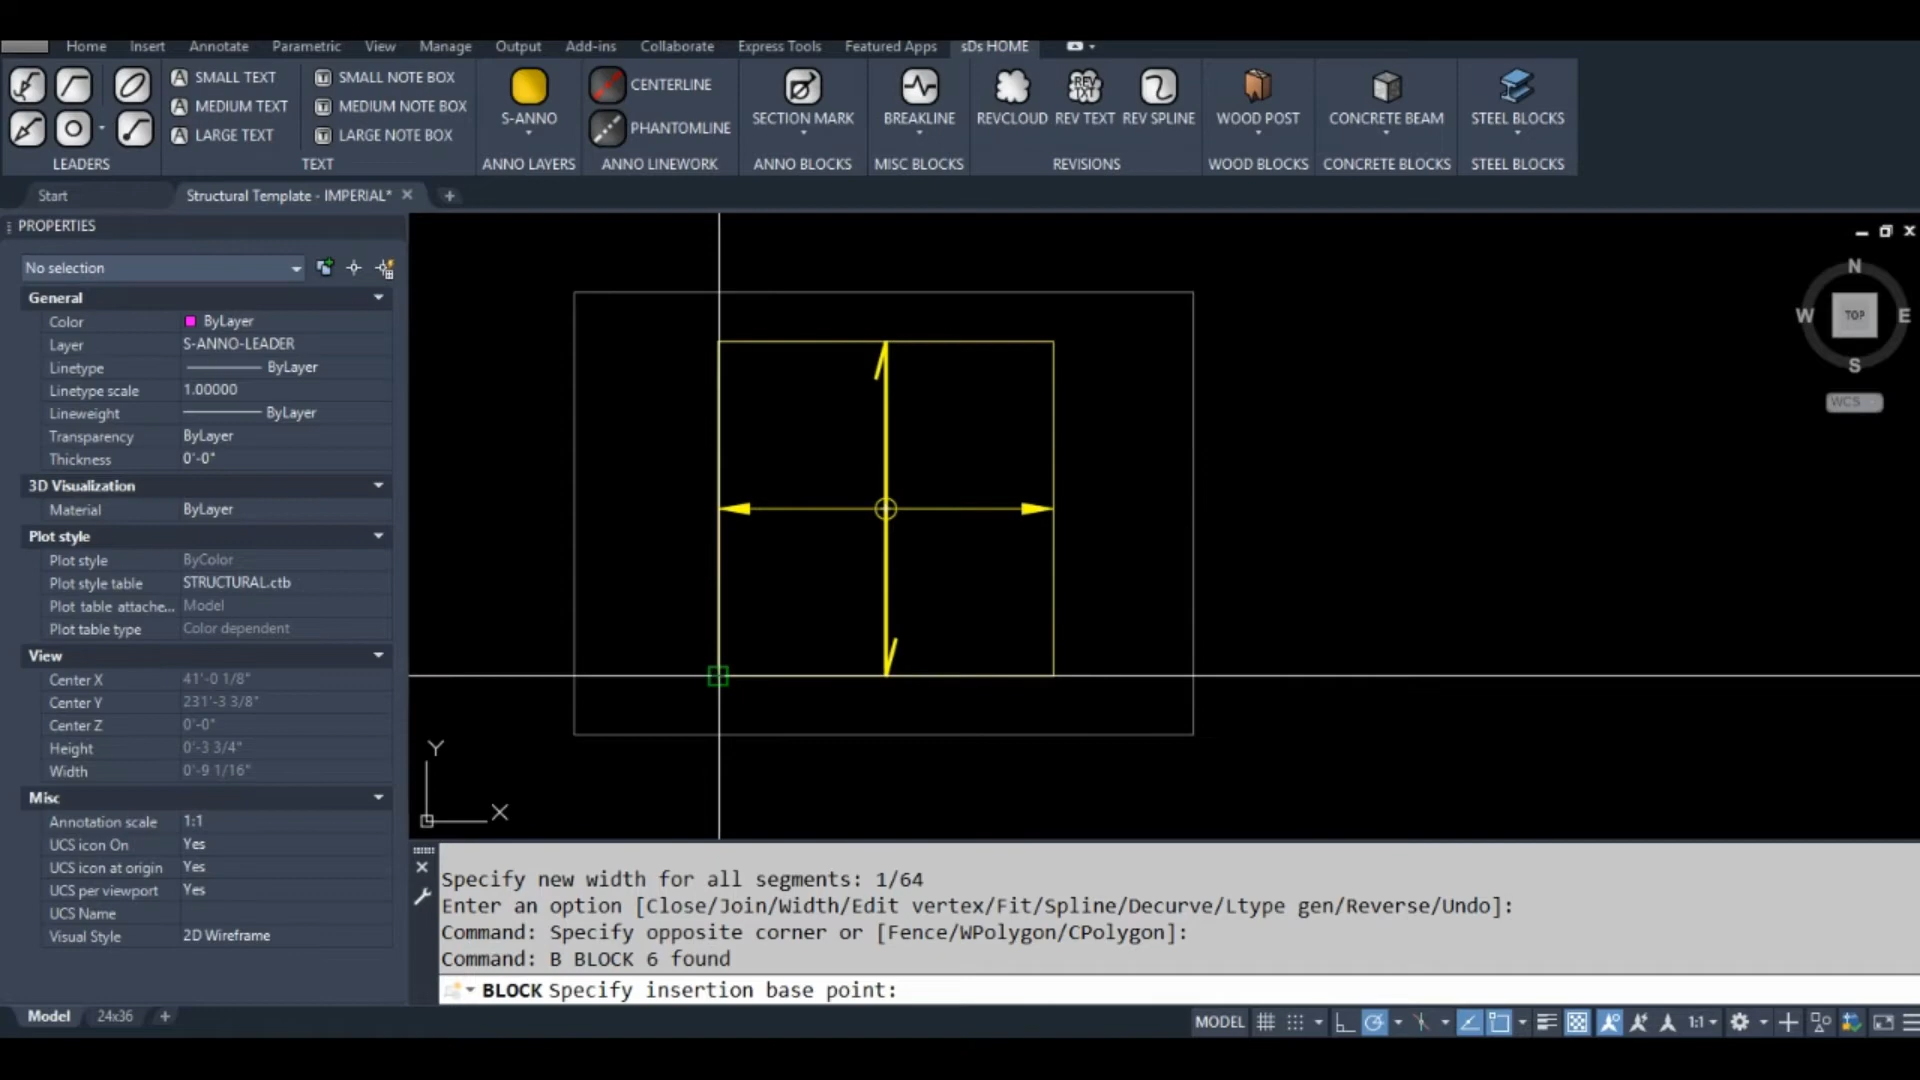 Home Insert Annotate Parametric View Manage Output Add-ins Collaborate Express Tools Featured Apps sDs HOME
SMALL TEXT
MEDIUM TEXT
LARGE TEXT
SMALL NOTE BOX
MEDIUM NOTE BOX
LARGE NOTE BOX
S-ANNO
CENTERLINE
PHANTOMLINE
SECTION MARK
BREAKLINE
REV TXT
REVCLOUD REV TEXT REV SPLINE
WOOD POST
CONCRETE BEAM
STEEL BLOCKS
LEADERS TEXT ANNO LAYERS ANNO LINEWORK ANNO BLOCKS MISC BLOCKS REVISIONS WOOD BLOCKS CONCRETE BLOCKS STEEL BLOCKS
Start Structural Template - IMPERIAL*
PROPERTIES
No selection
General
Color ByLayer
Layer S-ANNO-LEADER
Linetype ByLayer
Linetype scale 1.00000
Lineweight ByLayer
Transparency ByLayer
Thickness 0'-0"
3D Visualization
Material ByLayer
Plot style
Plot style ByColor
Plot style table STRUCTURAL.ctb
Plot table attache... Model
Plot table type Color dependent
View
Center X 41'-0 1/8"
Center Y 231'-3 3/8"
Center Z 0'-0"
Height 0'-3 3/4"
Width 0'-9 1/16"
Misc
Annotation scale 1:1
UCS icon On Yes
UCS icon at origin Yes
UCS per viewport Yes
UCS Name
Visual Style 2D Wireframe
N
W TOP E
S
WCS
Y
X
Specify new width for all segments: 1/64
Enter an option [Close/Join/Width/Edit vertex/Fit/Spline/Decurve/Ltype gen/Reverse/Undo]:
Command: Specify opposite corner or [Fence/WPolygon/CPolygon]:
Command: B BLOCK 6 found
BLOCK Specify insertion base point:
Model 24x36
MODEL 1:1